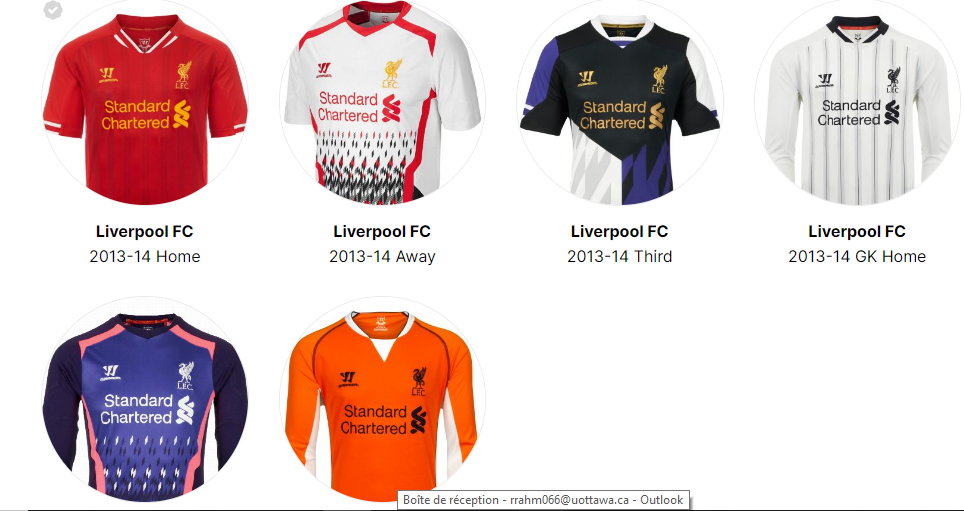 Standard
Chartered
L.F.C.
Standard
Chartered
L.F.C.
Standard
Chartered
L.F.C.
Standard
Chartered
L.F.C.
Liverpool FC
2013-14 Home
Liverpool FC
2013-14 Away
Liverpool FC
2013-14 Third
Liverpool FC
2013-14 GK Home
Standard
Chartered
L.F.C.
Standard
Chartered
L.F.C.
Boîte de réception - rrahm066@uottawa.ca - Outlook